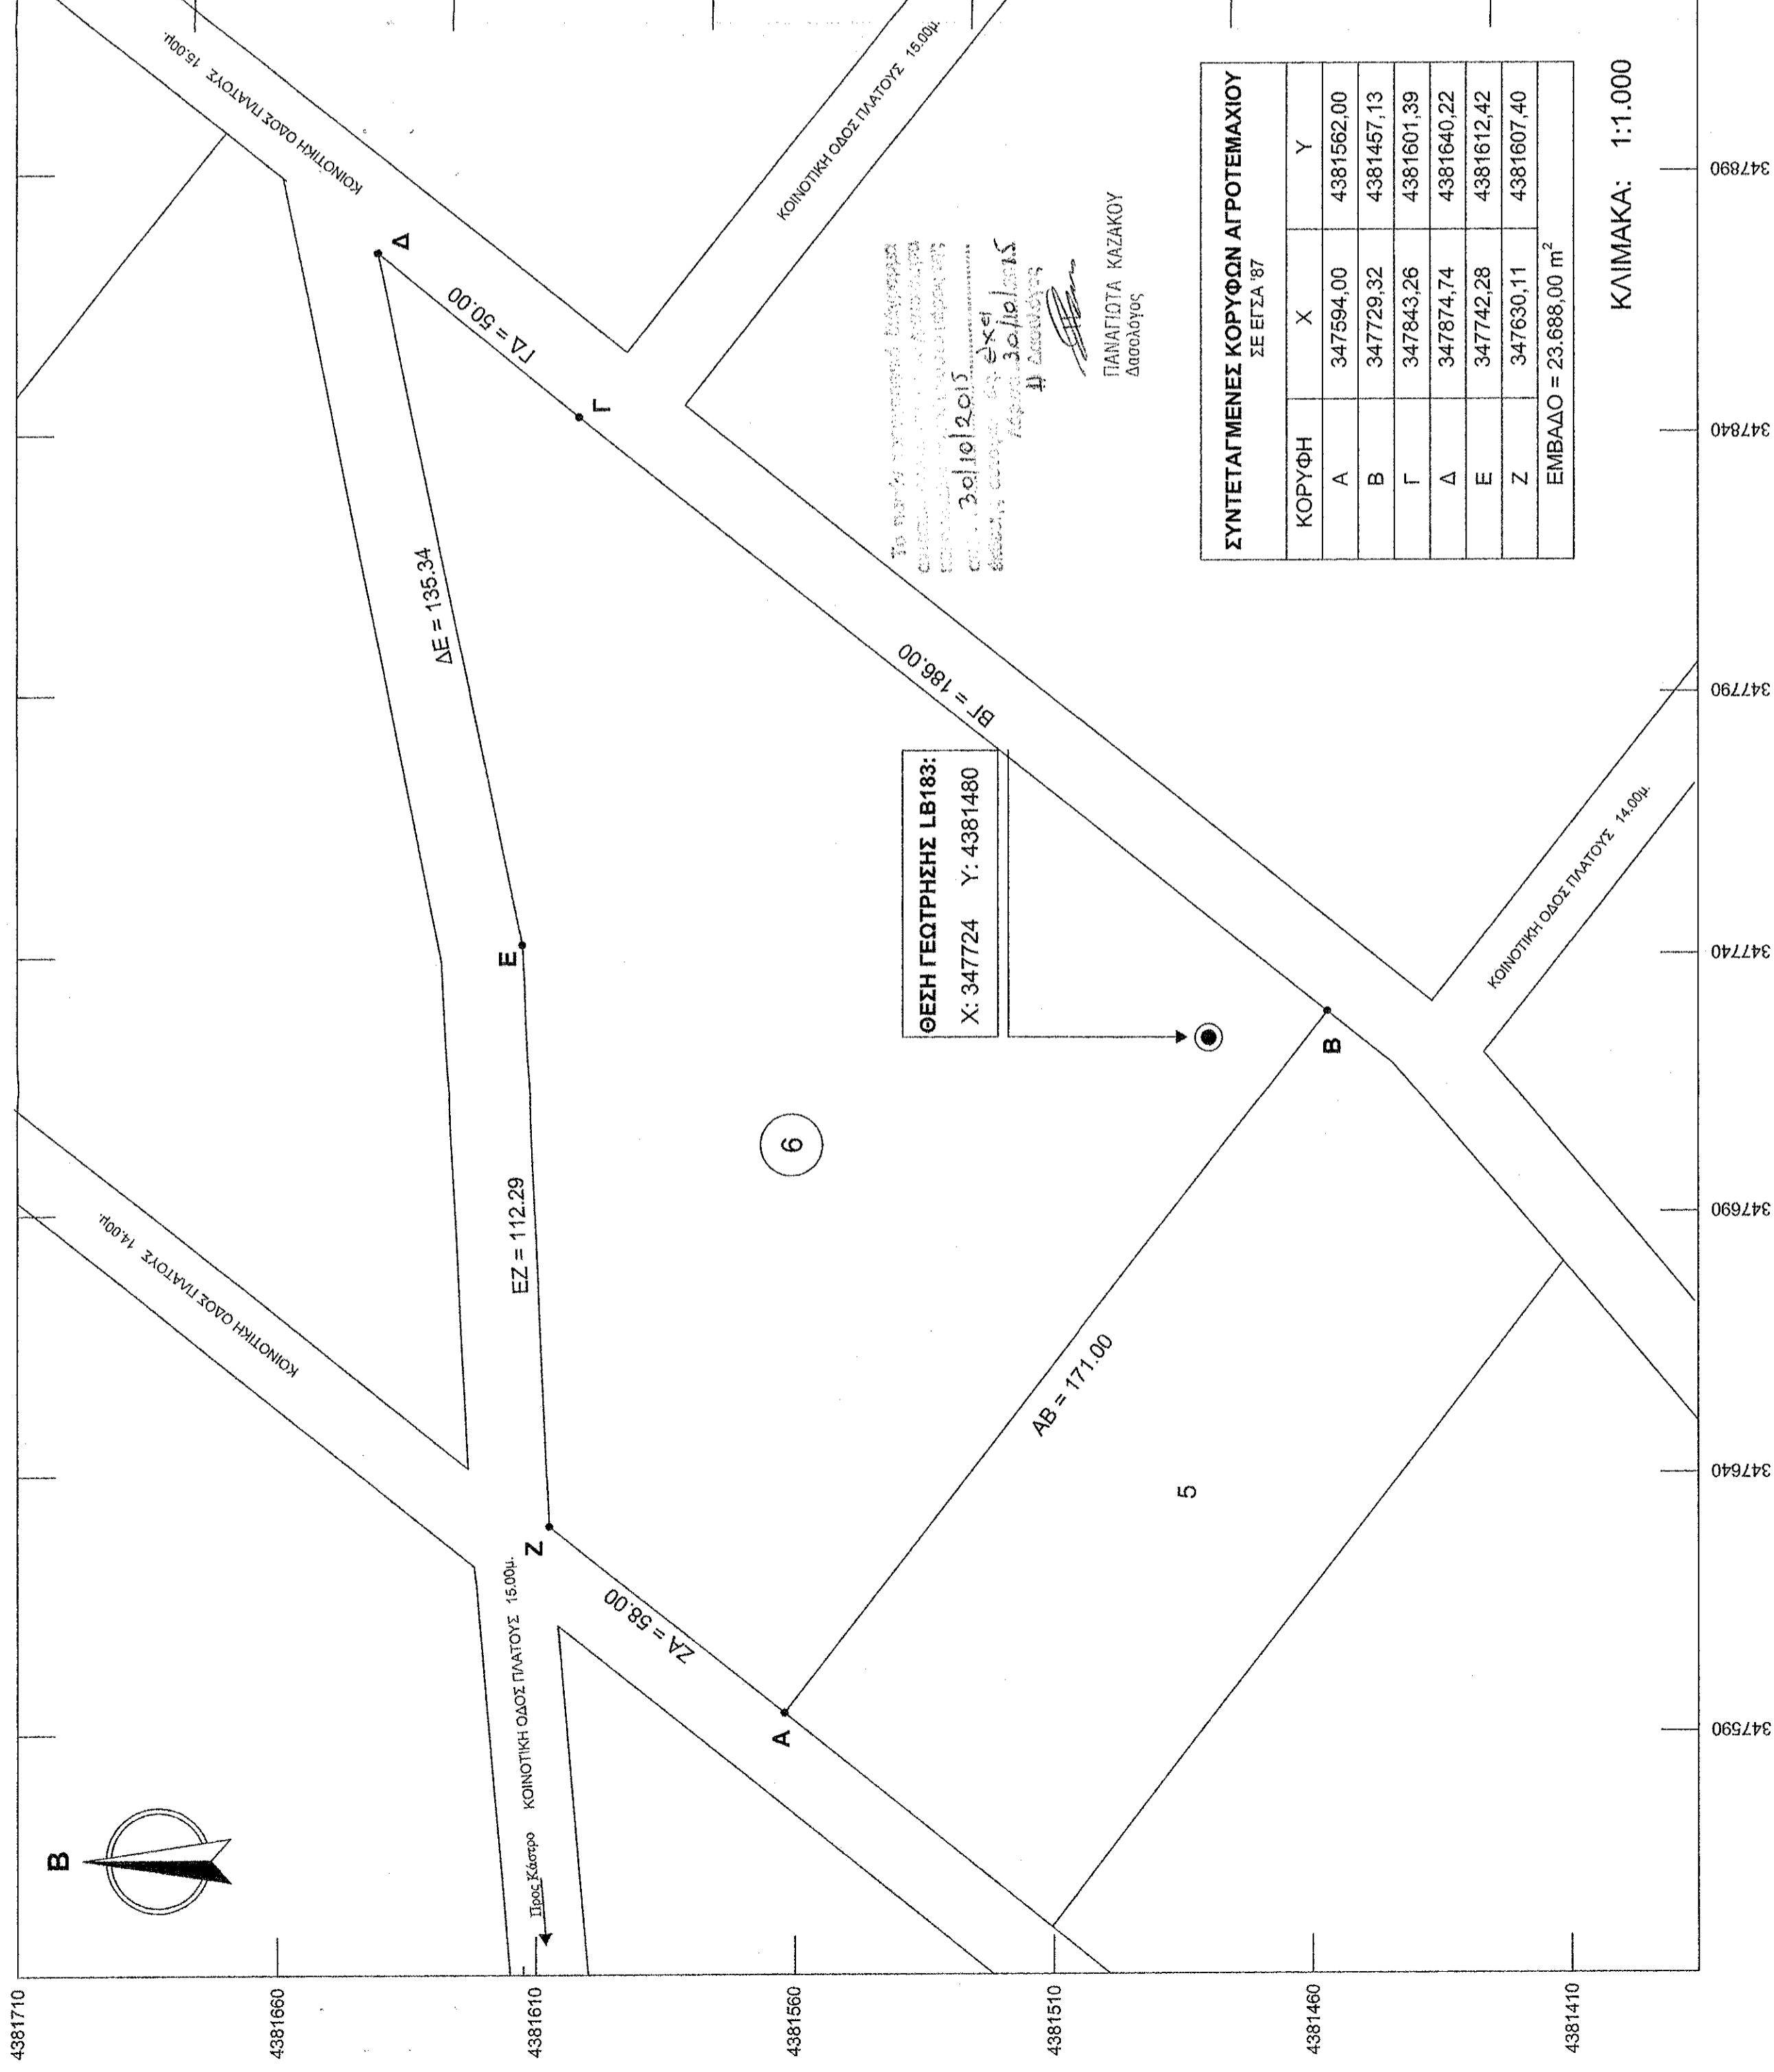 Β
4381710
4381660
4381610
4381560
4381510
4381460
4381410
347590
347640
347690
347740
347790
347840
347890
ΚΟΙΝΟΤΙΚΗ ΟΔΟΣ ΠΛΑΤΟΥΣ 14.00μ.
ΚΟΙΝΟΤΙΚΗ ΟΔΟΣ ΠΛΑΤΟΥΣ 15.00μ.
Προς Κάστρο
ΚΟΙΝΟΤΙΚΗ ΟΔΟΣ ΠΛΑΤΟΥΣ 15.00μ.
ΚΟΙΝΟΤΙΚΗ ΟΔΟΣ ΠΛΑΤΟΥΣ 15.00μ.
ΚΟΙΝΟΤΙΚΗ ΟΔΟΣ ΠΛΑΤΟΥΣ 14.00μ.
Ζ
ΕΖ = 112.29
Ε
ΔΕ = 135.34
Δ
ΓΔ = 50.00
Γ
ΖΑ = 58.00
Α
6
ΑΒ = 171.00
5
Β
ΒΓ = 186.00
ΘΕΣΗ ΓΕΩΤΡΗΣΗΣ LB183:
X: 347724 Y: 4381480
30/10/2015
έχει
30/10/2015
Η Δασολόγος
ΠΑΝΑΓΙΩΤΑ ΚΑΖΑΚΟΥ
Δασολόγος
ΣΥΝΤΕΤΑΓΜΕΝΕΣ ΚΟΡΥΦΩΝ ΑΓΡΟΤΕΜΑΧΙΟΥ
ΣΕ ΕΓΣΑ '87
ΚΟΡΥΦΗ X Y
Α 347594,00 4381562,00
Β 347729,32 4381457,13
Γ 347843,26 4381601,39
Δ 347874,74 4381640,22
Ε 347742,28 4381612,42
Ζ 347630,11 4381607,40
ΕΜΒΑΔΟ = 23.688,00 m²
ΚΛΙΜΑΚΑ: 1:1.000